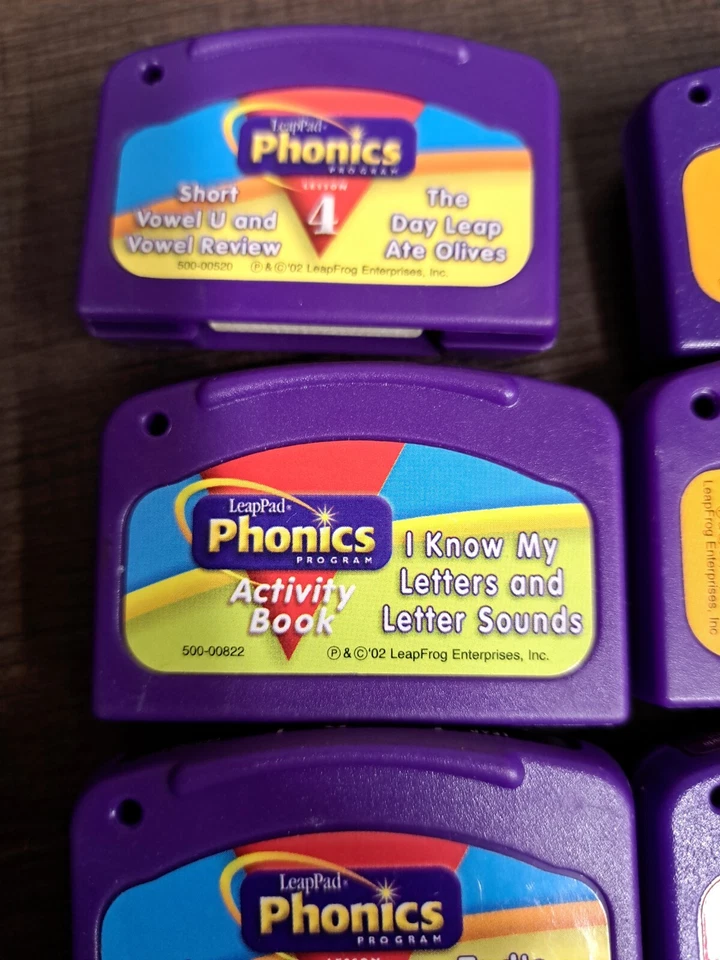 LeapPad®
Phonics
PROGRAM
LESSON
4
Short
Vowel U and
Vowel Review
The
Day Leap
Ate Olives
500-00520 Ⓟ & ©'02 LeapFrog Enterprises, Inc.
LeapPad®
Phonics
PROGRAM
Activity
Book
I Know My
Letters and
Letter Sounds
500-00822 Ⓟ & ©'02 LeapFrog Enterprises, Inc.
LeapFrog Enterprises, Inc
LeapPad®
Phonics
PROGRAM
LESSON